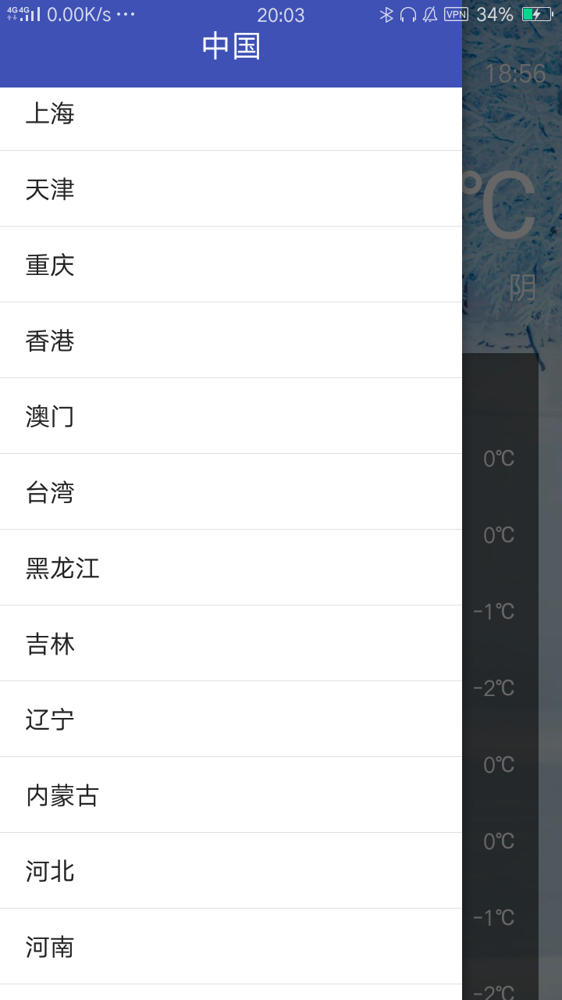 4G 4G 0.00K/s ... 20:03 VPN 34%
中国
18:56
上海
天津
℃
重庆
阴
香港
澳门
0℃
台湾
0℃
黑龙江
-1℃
吉林
-2℃
辽宁
0℃
内蒙古
0℃
河北
-1℃
河南
-2℃